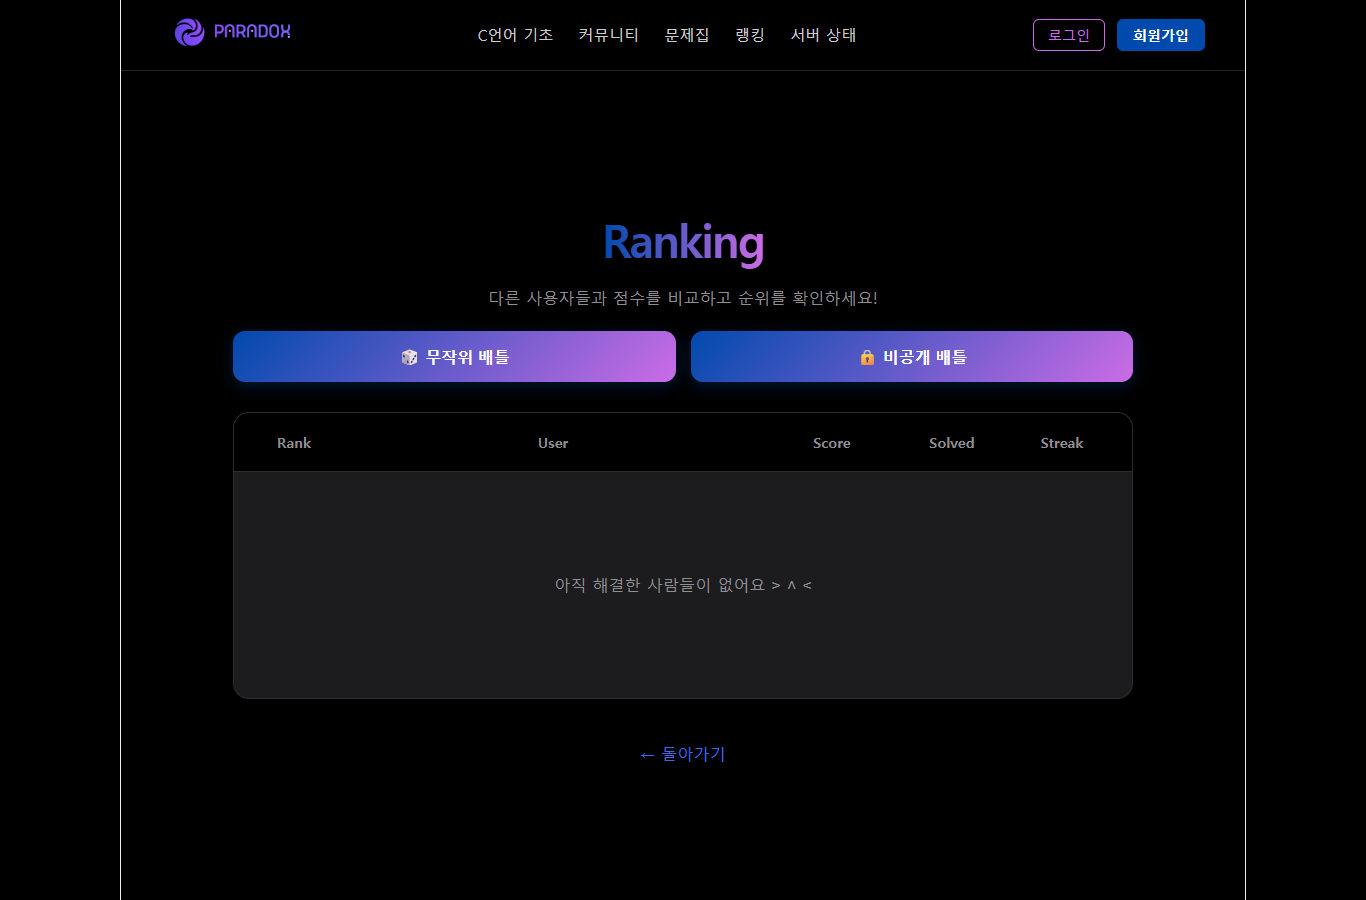 PARADOX C언어 기초 커뮤니티 문제집 랭킹 서버 상태 로그인 회원가입
Ranking
다른 사용자들과 점수를 비교하고 순위를 확인하세요!
🎲 무작위 배틀 🔒 비공개 배틀
Rank User Score Solved Streak
아직 해결한 사람들이 없어요 > ^ <
← 돌아가기